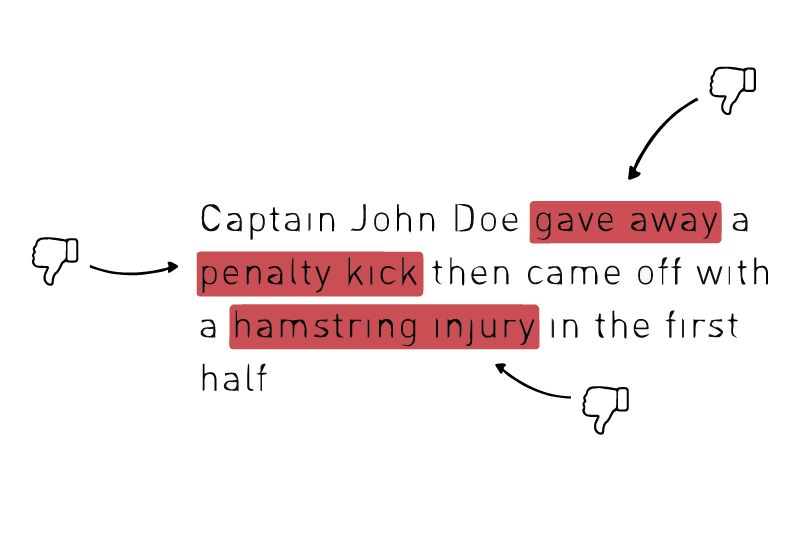 Captain John Doe gave away a
penalty kick then came off with
a hamstring injury in the first
half